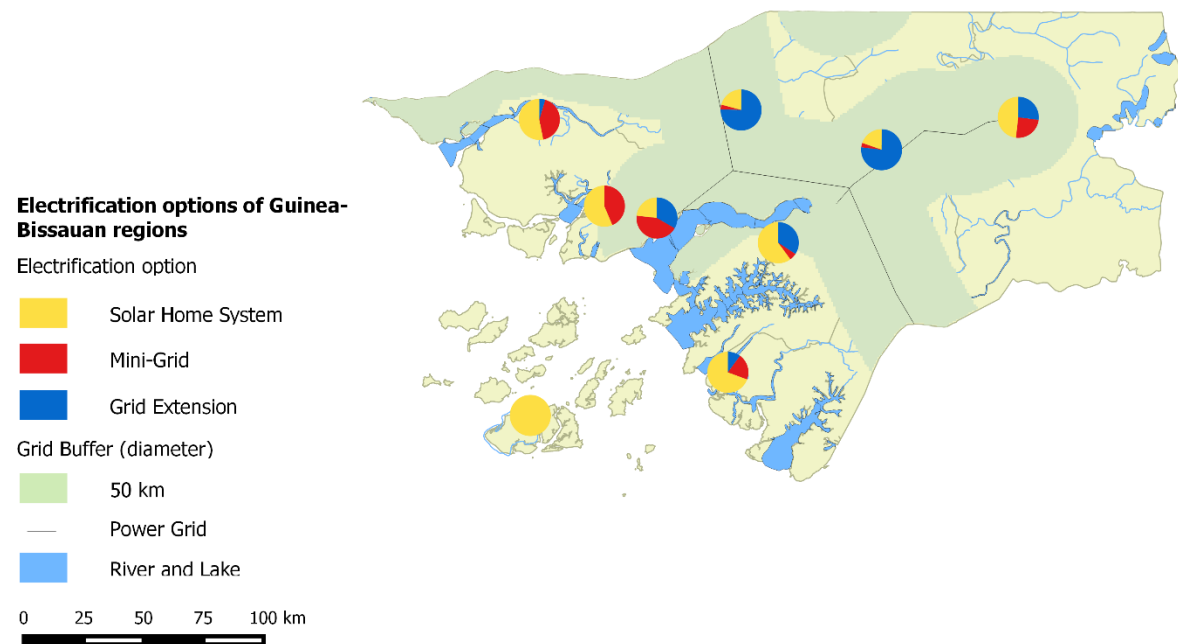 Electrification options of Guinea-
Bissauan regions
Electrification option
Solar Home System
Mini-Grid
Grid Extension
Grid Buffer (diameter)
50 km
Power Grid
River and Lake
0 25 50 75 100 km